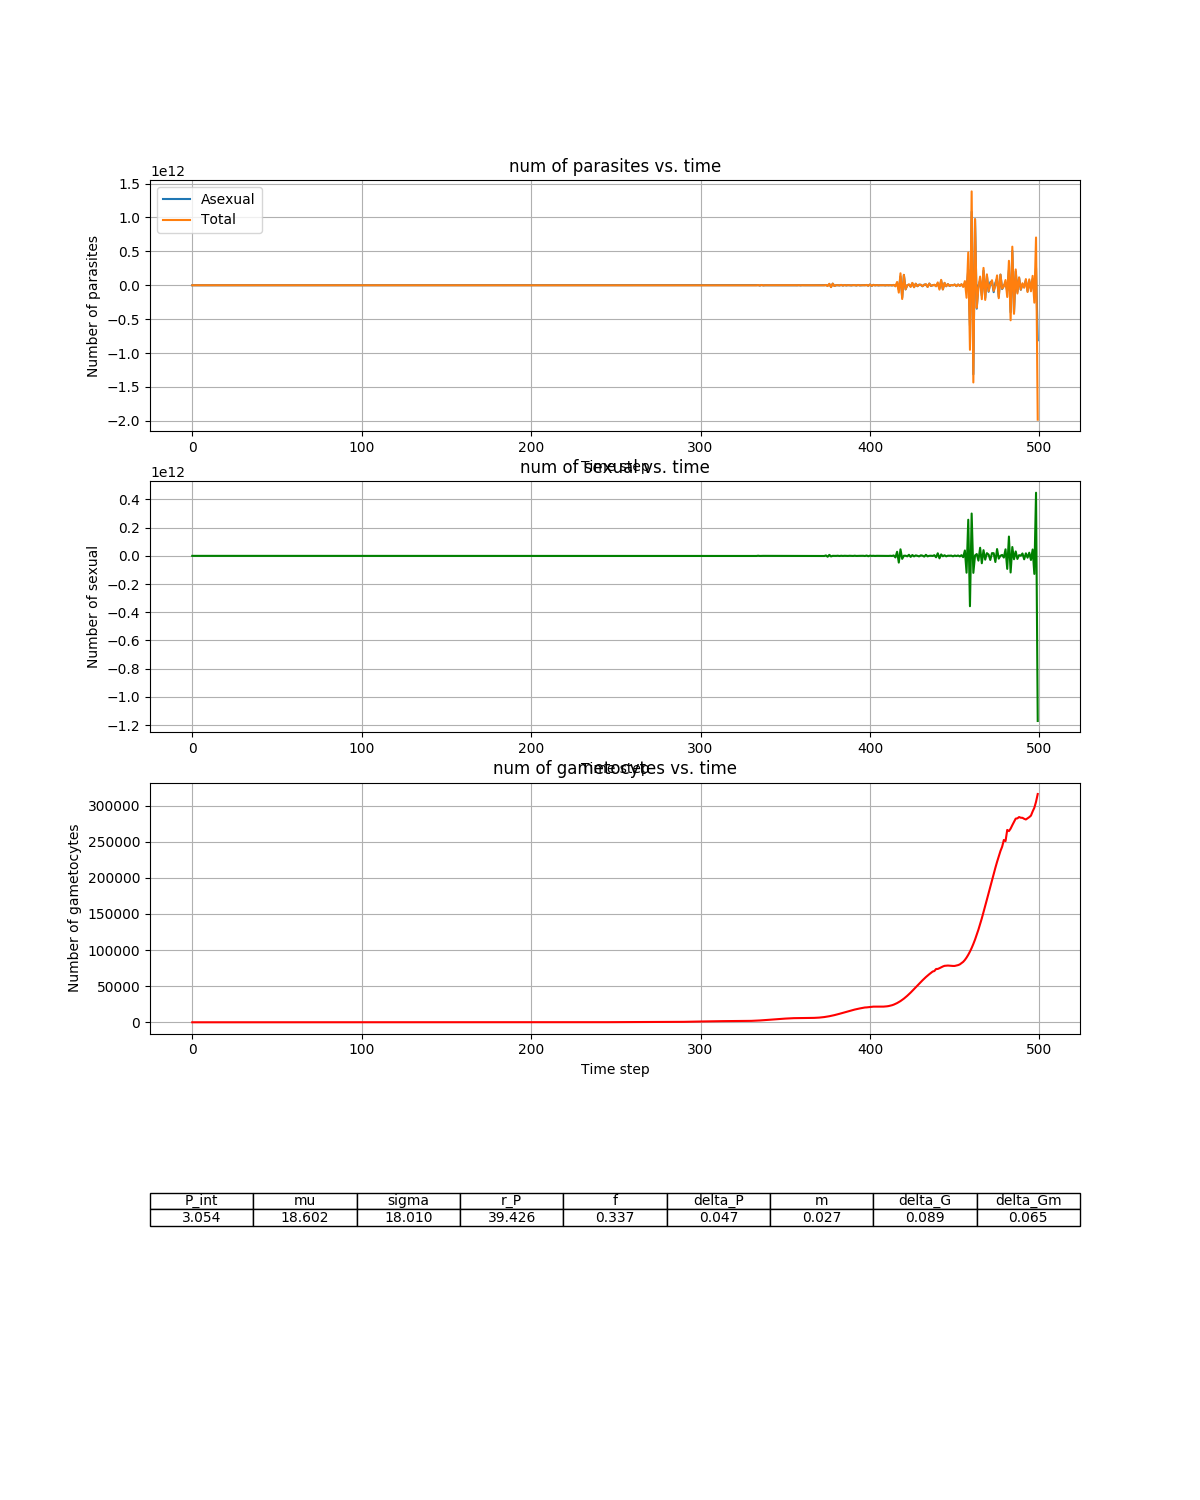 num of parasites vs. time
1e12
Asexual
Total
1.5
1.0
0.5
0.0
−0.5
−1.0
−1.5
−2.0
Number of parasites
0 100 200 300 400 500
Time step
num of sexual vs. time
1e12
0.4
0.2
0.0
−0.2
−0.4
−0.6
−0.8
−1.0
−1.2
Number of sexual
0 100 200 300 400 500
Time step
num of gametocytes vs. time
300000
250000
200000
150000
100000
50000
0
Number of gametocytes
0 100 200 300 400 500
Time step
P_int mu sigma r_P f delta_P m delta_G delta_Gm
3.054 18.602 18.010 39.426 0.337 0.047 0.027 0.089 0.065